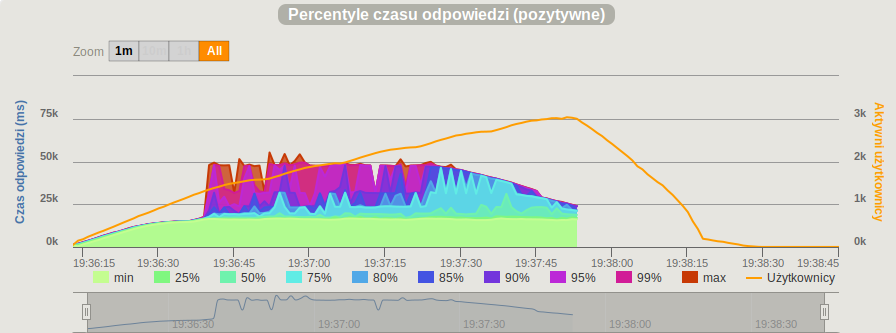 Percentyle czasu odpowiedzi (pozytywne)
Zoom 1m 10m 1h All
Czas odpowiedzi (ms)
75k
50k
25k
0k
3k
2k
1k
0k
Aktywni użytkownicy
19:36:15 19:36:30 19:36:45 19:37:00 19:37:15 19:37:30 19:37:45 19:38:00 19:38:15 19:38:30 19:38:45
min 25% 50% 75% 80% 85% 90% 95% 99% max Użytkownicy
19:36:30 19:37:00 19:37:30 19:38:00 19:38:30